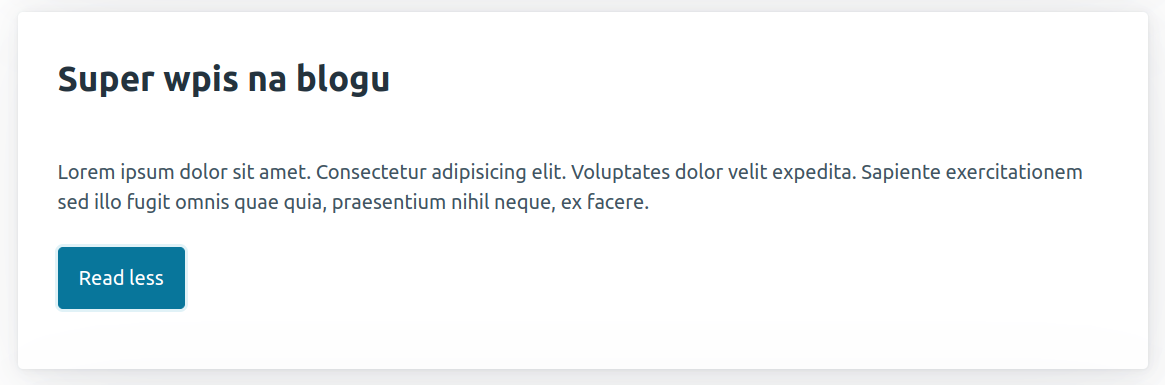 Super wpis na blogu
Lorem ipsum dolor sit amet. Consectetur adipisicing elit. Voluptates dolor velit expedita. Sapiente exercitationem
sed illo fugit omnis quae quia, praesentium nihil neque, ex facere.
Read less